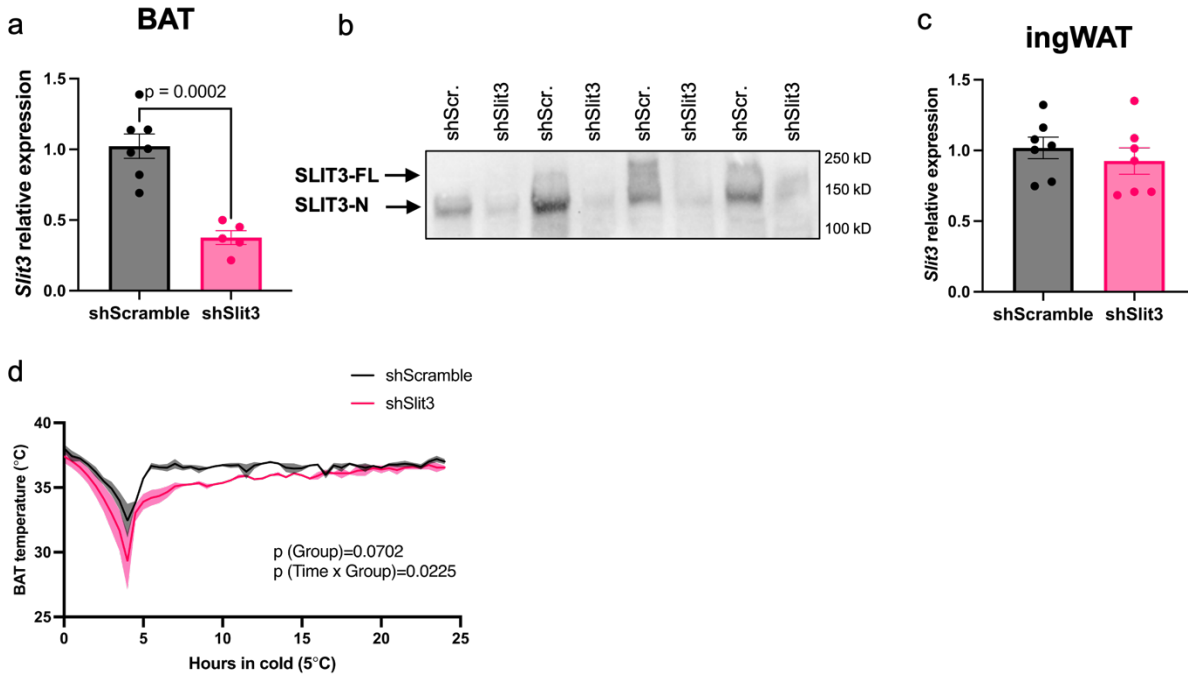 a
BAT
Slit3 relative expression
1.5
1.0
0.5
0.0
p = 0.0002
shScramble
shSlit3
b
shScr.
shSlit3
shScr.
shSlit3
shScr.
shSlit3
shScr.
shSlit3
SLIT3-FL
SLIT3-N
250 kD
150 kD
100 kD
c
ingWAT
Slit3 relative expression
1.5
1.0
0.5
0.0
shScramble
shSlit3
d
shScramble
shSlit3
BAT temperature (°C)
40
35
30
25
p (Group)=0.0702
p (Time x Group)=0.0225
0
5
10
15
20
25
Hours in cold (5°C)